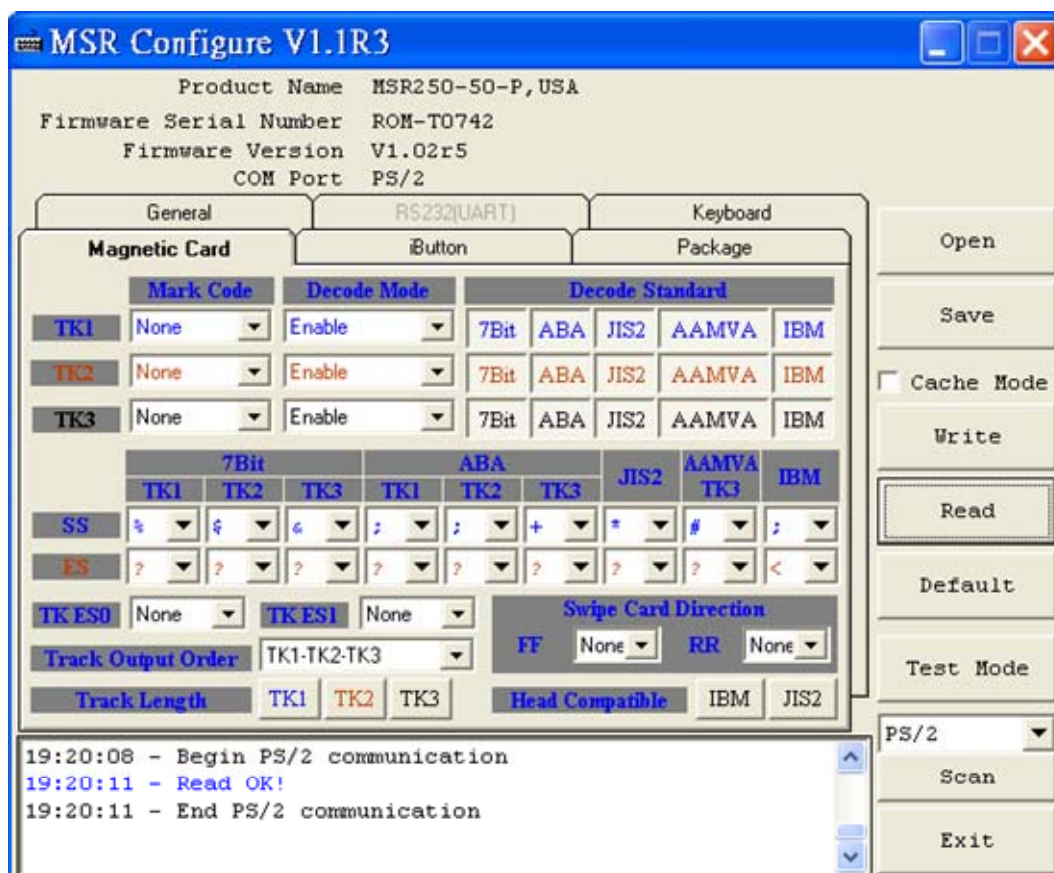 MSR Configure V1.1R3
Product Name MSR250-50-P,USA
Firmware Serial Number ROM-T0742
Firmware Version V1.02r5
COM Port PS/2
General RS232(UART) Keyboard
Magnetic Card iButton Package
Mark Code Decode Mode Decode Standard
TK1 None Enable 7Bit ABA JIS2 AAMVA IBM
TK2 None Enable 7Bit ABA JIS2 AAMVA IBM
TK3 None Enable 7Bit ABA JIS2 AAMVA IBM
7Bit ABA JIS2 AAMVA TK3 IBM
TK1 TK2 TK3 TK1 TK2 TK3
SS % $ & ; ; + * # ;
ES ? ? ? ? ? ? ? ? <
TK ES0 None TK ES1 None
Swipe Card Direction
FF None RR None
Track Output Order TK1-TK2-TK3
Track Length TK1 TK2 TK3
Head Compatible IBM JIS2
19:20:08 - Begin PS/2 communication
19:20:11 - Read OK!
19:20:11 - End PS/2 communication
Open
Save
Cache Mode
Write
Read
Default
Test Mode
PS/2
Scan
Exit